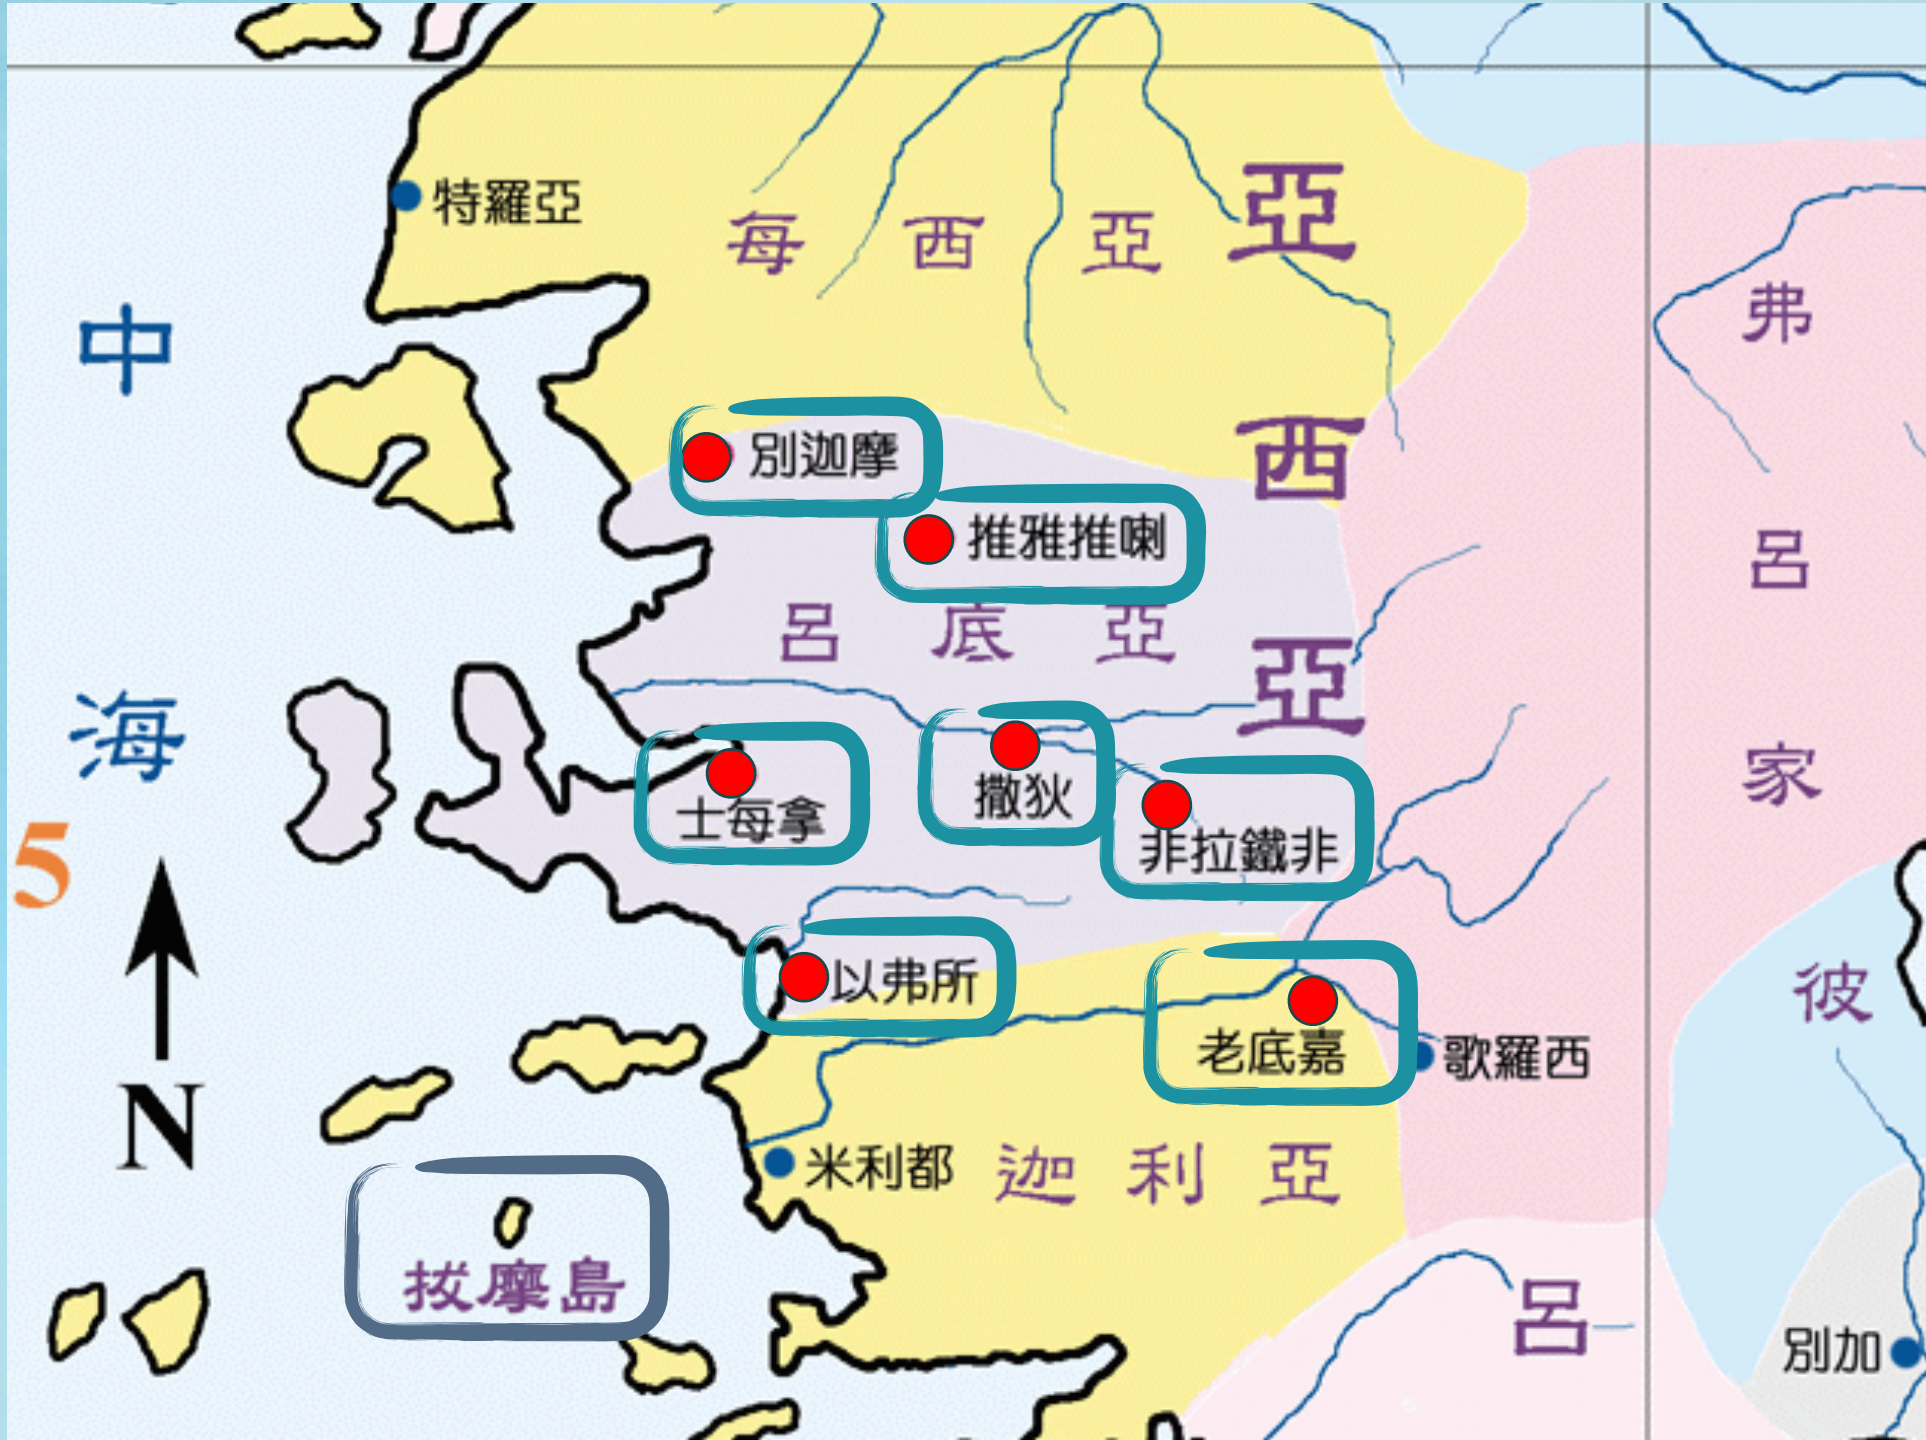 特羅亞
每西亞
亞西亞
弗呂家
中海
別迦摩
推雅推喇
呂底亞
士每拿
撒狄
非拉鐵非
5
N
以弗所
老底嘉
歌羅西
彼
米利都
迦利亞
拔摩島
呂
別加